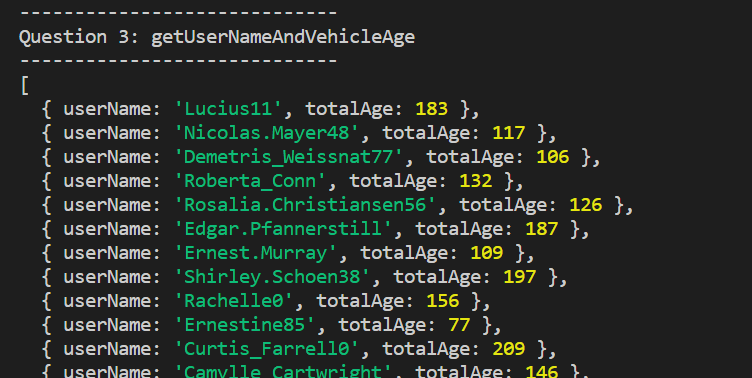 -----------------------------
Question 3: getUserNameAndVehicleAge
-----------------------------
[
  { userName: 'Lucius11', totalAge: 183 },
  { userName: 'Nicolas.Mayer48', totalAge: 117 },
  { userName: 'Demetris_Weissnat77', totalAge: 106 },
  { userName: 'Roberta_Conn', totalAge: 132 },
  { userName: 'Rosalia.Christiansen56', totalAge: 126 },
  { userName: 'Edgar.Pfannerstill', totalAge: 187 },
  { userName: 'Ernest.Murray', totalAge: 109 },
  { userName: 'Shirley.Schoen38', totalAge: 197 },
  { userName: 'Rachelle0', totalAge: 156 },
  { userName: 'Ernestine85', totalAge: 77 },
  { userName: 'Curtis_Farrell0', totalAge: 209 },
  { userName: 'Camylle_Cartwright', totalAge: 146 },